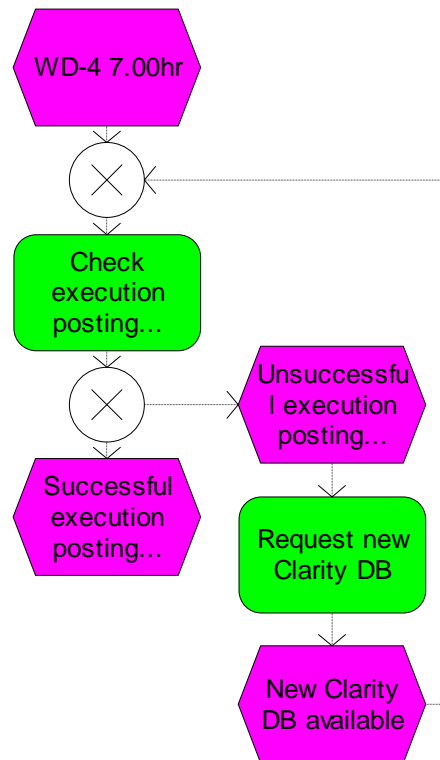 WD-4 7.00hr
Check
execution
posting...
Unsuccessfu
l execution
posting...
Successful
execution
posting...
Request new
Clarity DB
New Clarity
DB available